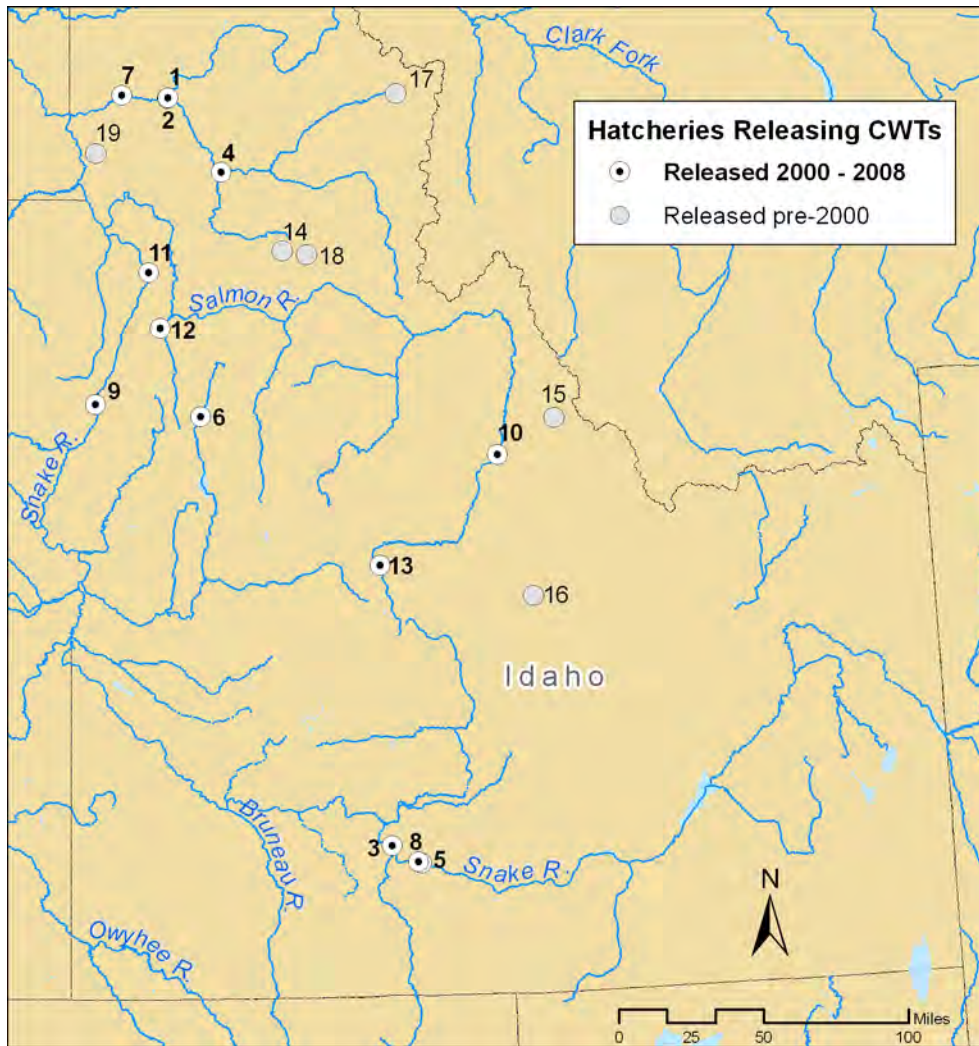 Clark Fork
7
1
17
2
Hatcheries Releasing CWTs
Released 2000 - 2008
Released pre-2000
19
4
14
18
11
Salmon R.
12
9
6
15
10
Snake R.
13
16
Idaho
Bruneau R.
3
8
5
Snake R.
N
Owyhee R.
Miles
0 25 50 100